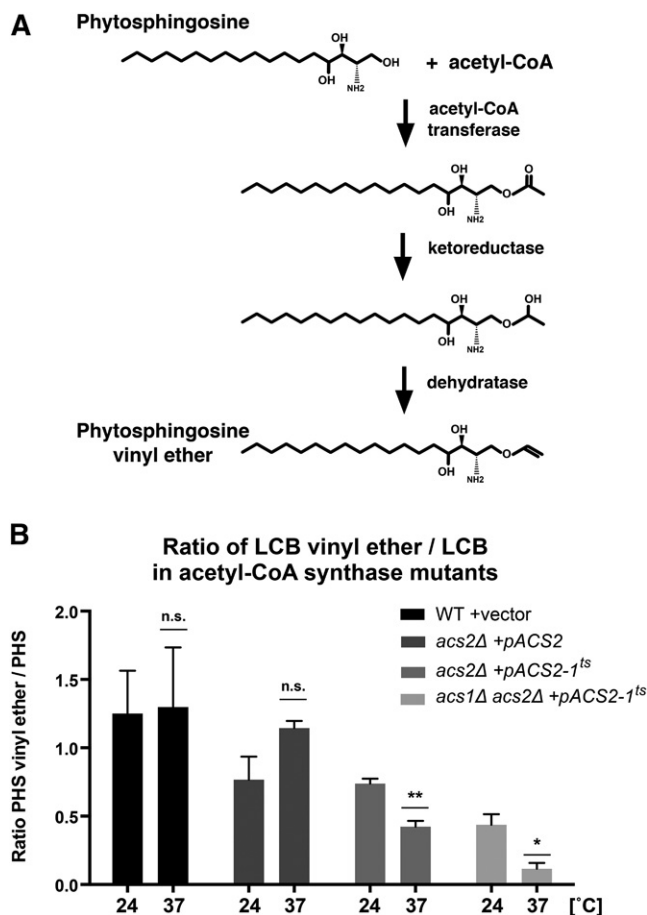 A
Phytosphingosine
OH
OH
OH
NH2
+ acetyl-CoA
acetyl-CoA
transferase
OH
O
O
OH
NH2
ketoreductase
OH
OH
O
OH
NH2
dehydratase
Phytosphingosine
vinyl ether
OH
O
OH
NH2
B
Ratio of LCB vinyl ether / LCB
in acetyl-CoA synthase mutants
Ratio PHS vinyl ether / PHS
2.0
1.5
1.0
0.5
0.0
n.s.
n.s.
**
*
WT +vector
acs2Δ +pACS2
acs2Δ +pACS2-1ts
acs1Δ acs2Δ +pACS2-1ts
24 37 24 37 24 37 24 37 [˚C]